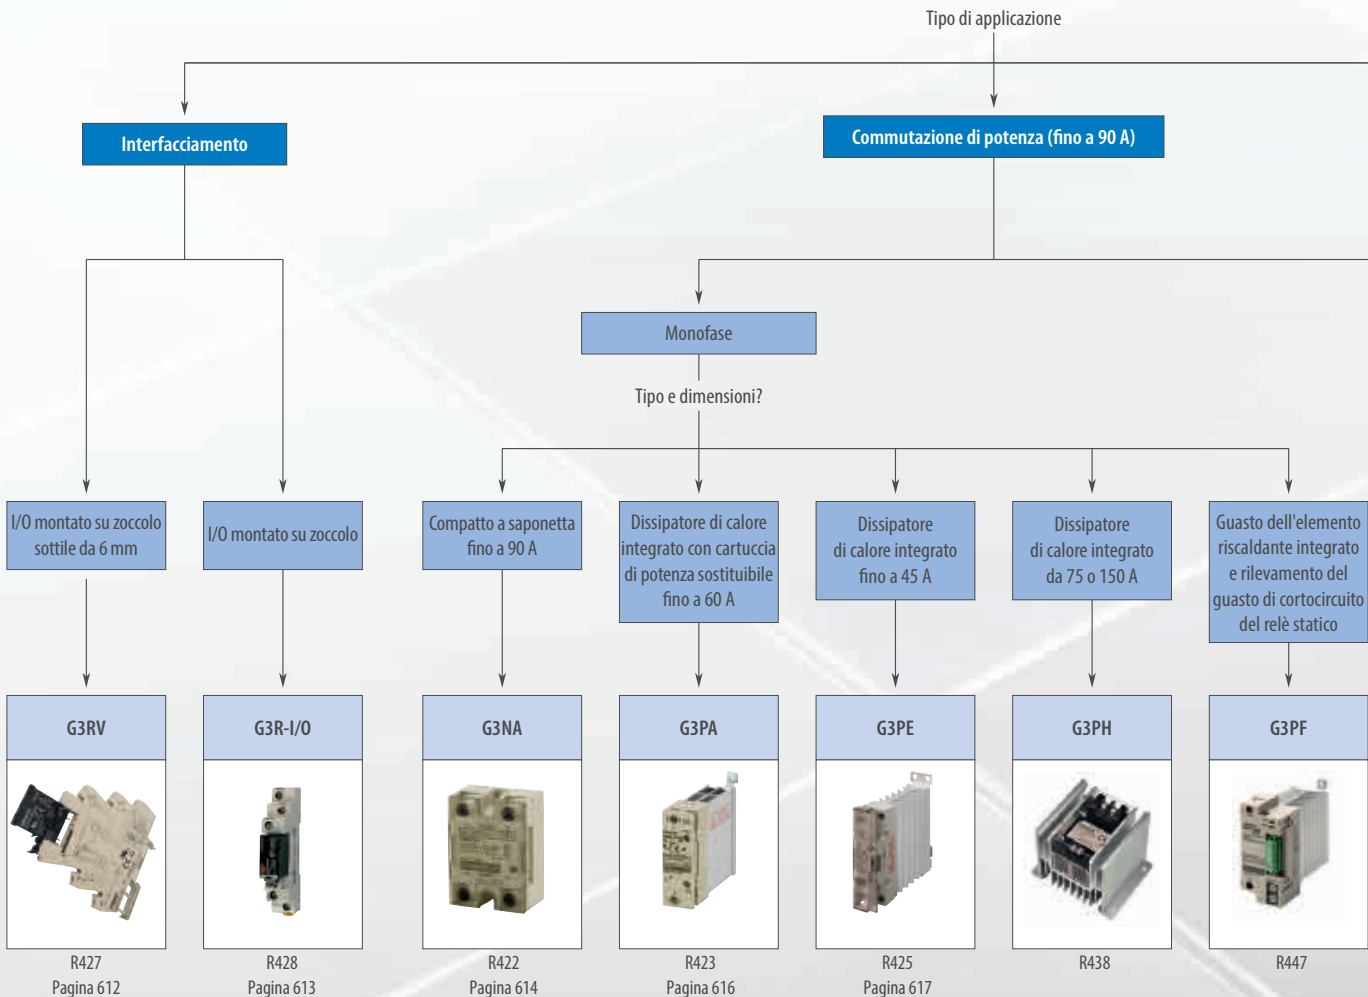 Tipo di applicazione
Interfacciamento
Commutazione di potenza (fino a 90 A)
Monofase
Tipo e dimensioni?
I/O montato su zoccolo
sottile da 6 mm
I/O montato su zoccolo
Compatto a saponetta
fino a 90 A
Dissipatore di calore
integrato con cartuccia
di potenza sostituibile
fino a 60 A
Dissipatore
di calore integrato
fino a 45 A
Dissipatore
di calore integrato
da 75 o 150 A
Guasto dell'elemento
riscaldante integrato
e rilevamento del
guasto di cortocircuito
del relè statico
G3RV
G3R-I/O
G3NA
G3PA
G3PE
G3PH
G3PF
R427
Pagina 612
R428
Pagina 613
R422
Pagina 614
R423
Pagina 616
R425
Pagina 617
R438
R447